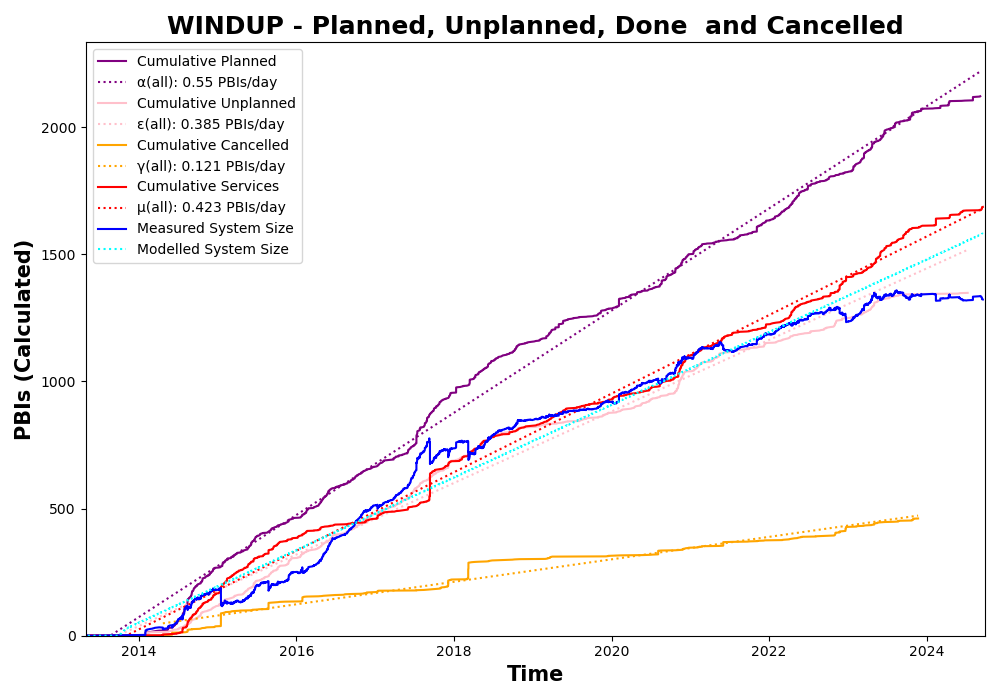 WINDUP - Planned, Unplanned, Done  and Cancelled
Cumulative Planned
α(all): 0.55 PBIs/day
Cumulative Unplanned
ε(all): 0.385 PBIs/day
Cumulative Cancelled
γ(all): 0.121 PBIs/day
Cumulative Services
μ(all): 0.423 PBIs/day
Measured System Size
Modelled System Size
PBIs (Calculated)
2000
1500
1000
500
0
2014 2016 2018 2020 2022 2024
Time